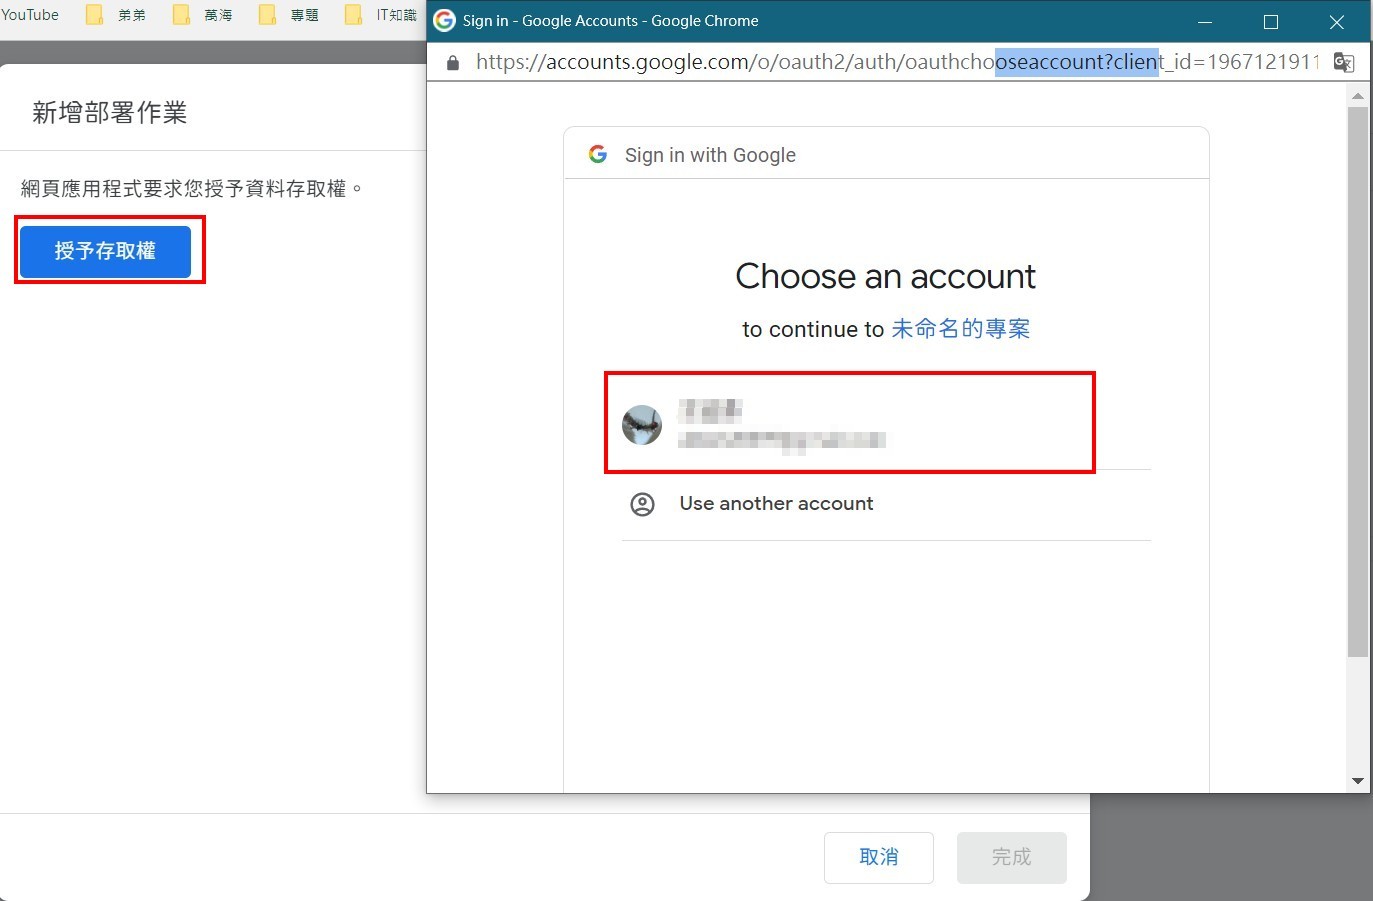 YouTube 弟弟 萬海 專題 IT知識
新增部署作業
網頁應用程式要求您授予資料存取權。
授予存取權
取消
完成
Sign in - Google Accounts - Google Chrome
https://accounts.google.com/o/oauth2/auth/oauthchooseaccount?client_id=1967121911
Sign in with Google
Choose an account
to continue to 未命名的專案
Use another account